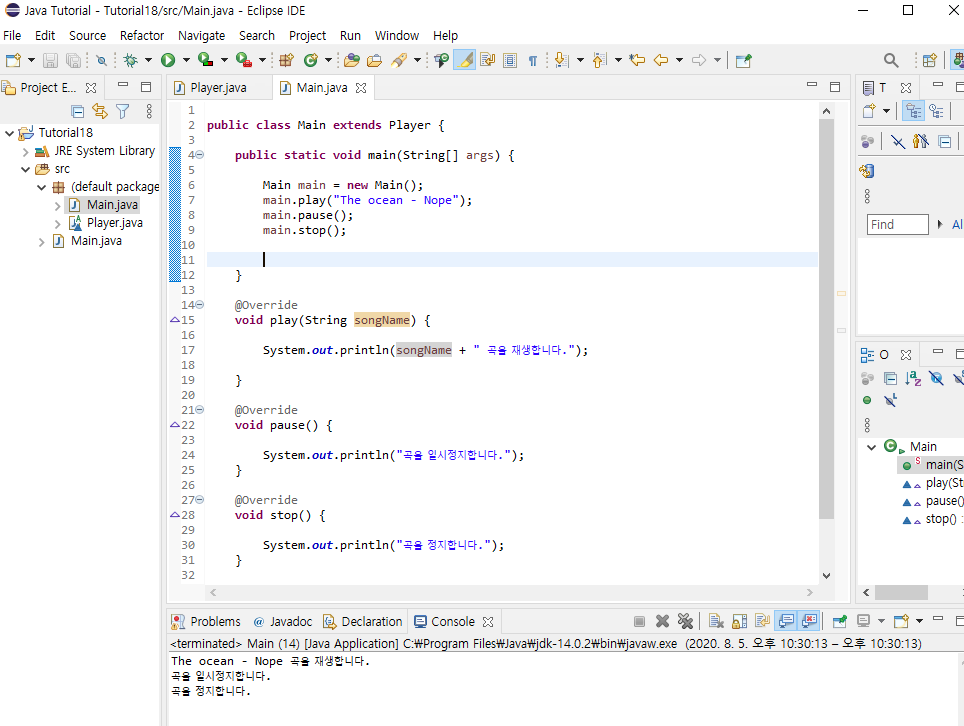 Java Tutorial - Tutorial18/src/Main.java - Eclipse IDE
File Edit Source Refactor Navigate Search Project Run Window Help
Project E...
Tutorial18
JRE System Library
src
(default package
Main.java
Player.java
Main.java
Player.java Main.java
1
2 public class Main extends Player {
3
4 public static void main(String[] args) {
5
6 Main main = new Main();
7 main.play("The ocean - Nope");
8 main.pause();
9 main.stop();
10
11
12 }
13
14 @Override
15 void play(String songName) {
16
17 System.out.println(songName + " 곡을 재생합니다.");
18
19 }
20
21 @Override
22 void pause() {
23
24 System.out.println("곡을 일시정지합니다.");
25 }
26
27 @Override
28 void stop() {
29
30 System.out.println("곡을 정지합니다.");
31 }
32
T
Find Al
O
Main
main(S
play(St
pause()
stop() :
Problems @ Javadoc Declaration Console
<terminated> Main (14) [Java Application] C:₩Program Files₩Java₩jdk-14.0.2₩bin₩javaw.exe (2020. 8. 5. 오후 10:30:13 – 오후 10:30:13)
The ocean - Nope 곡을 재생합니다.
곡을 일시정지합니다.
곡을 정지합니다.